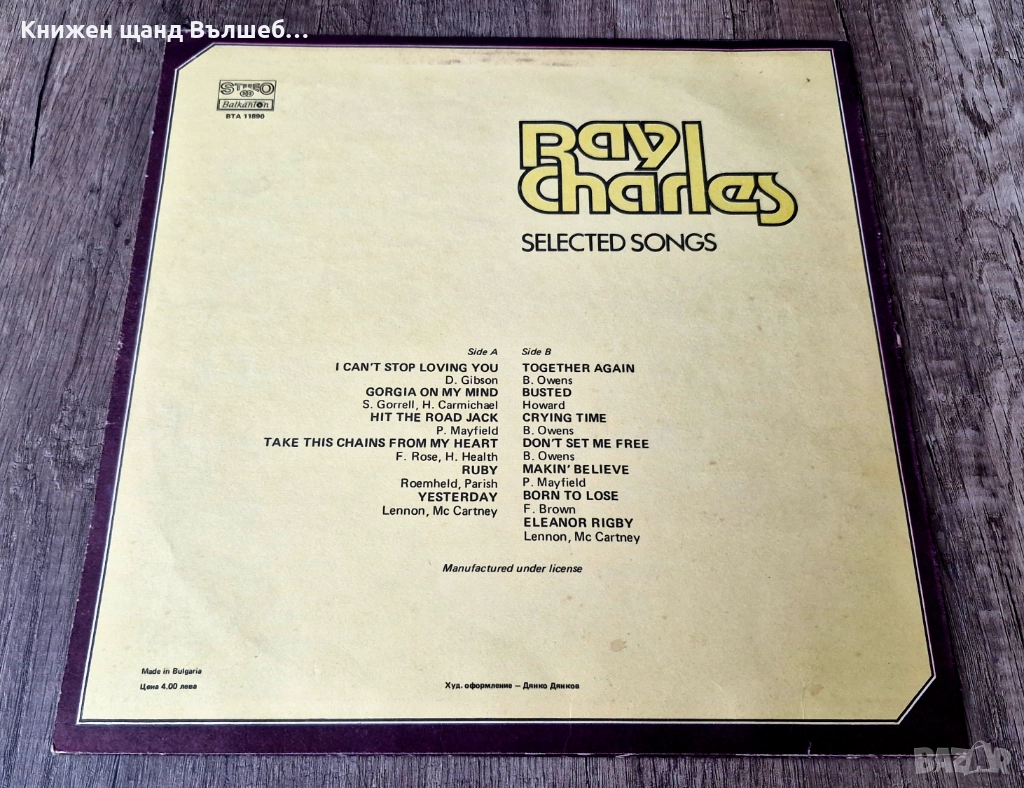 Книжен щанд Вълшеб...
STEREO
Balkanton
BTA 11890
Ray
Charles
SELECTED SONGS
Side A
I CAN'T STOP LOVING YOU
D. Gibson
GORGIA ON MY MIND
S. Gorrell, H. Carmichael
HIT THE ROAD JACK
P. Mayfield
TAKE THIS CHAINS FROM MY HEART
F. Rose, H. Health
RUBY
Roemheld, Parish
YESTERDAY
Lennon, Mc Cartney
Side B
TOGETHER AGAIN
B. Owens
BUSTED
Howard
CRYING TIME
B. Owens
DON'T SET ME FREE
B. Owens
MAKIN' BELIEVE
P. Mayfield
BORN TO LOSE
F. Brown
ELEANOR RIGBY
Lennon, Mc Cartney
Manufactured under license
Made in Bulgaria
Цена 4.00 лева
Худ. оформление – Дянко Дянков
BAZAR